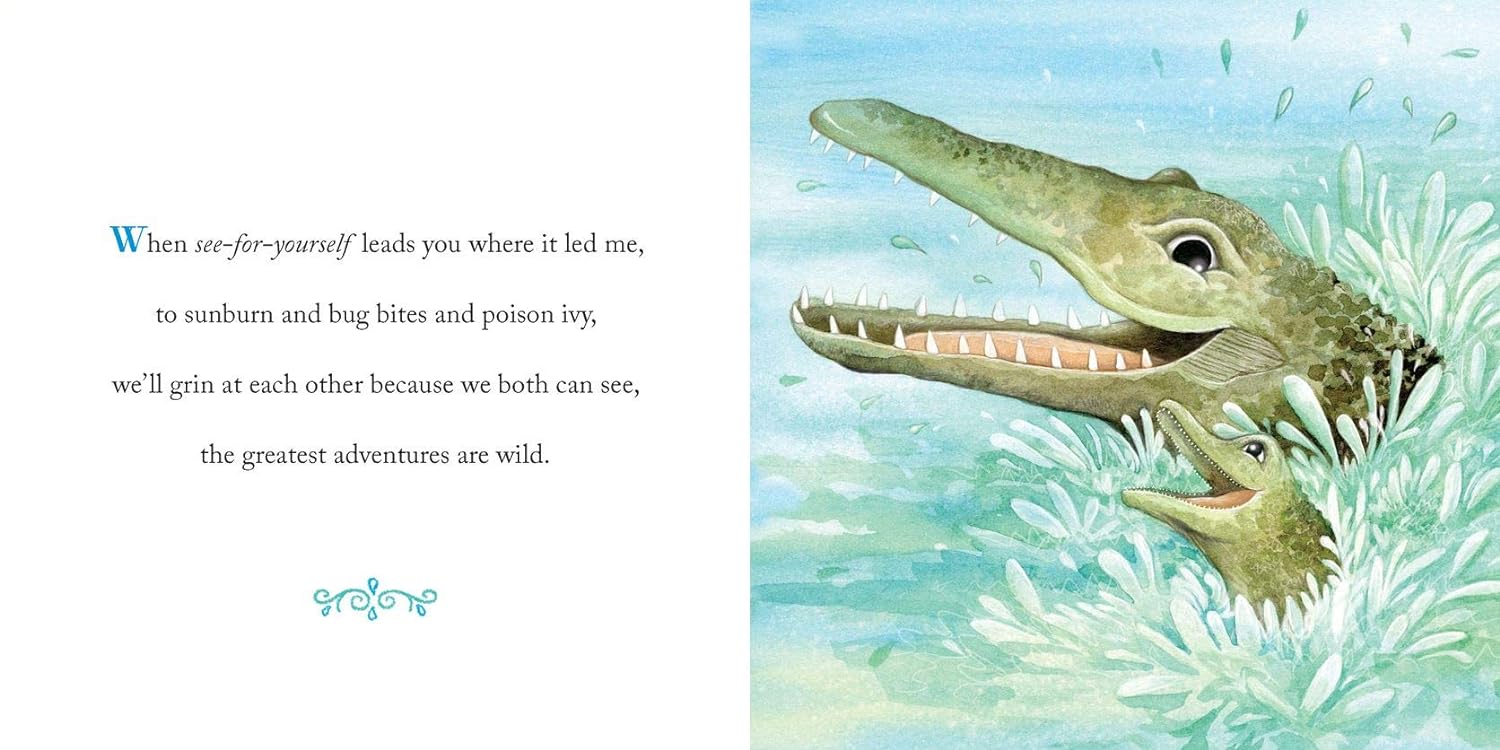 When see-for-yourself leads you where it led me,
to sunburn and bug bites and poison ivy,
we’ll grin at each other because we both can see,
the greatest adventures are wild.